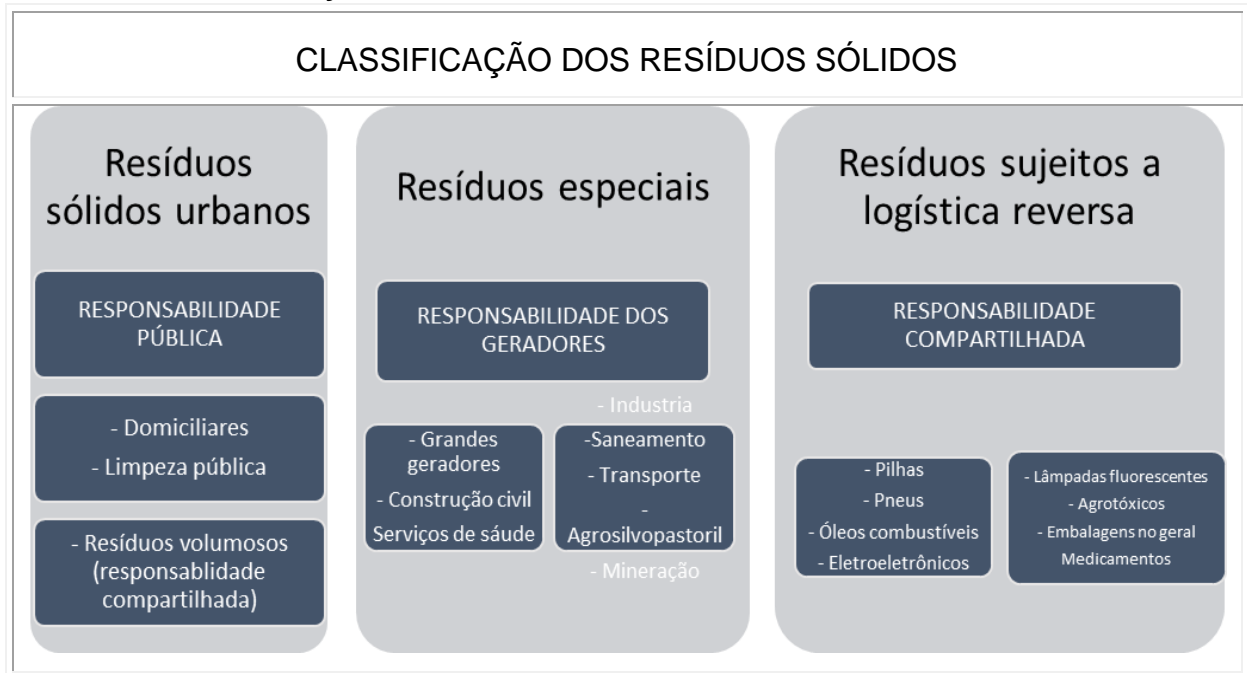 CLASSIFICAÇÃO DOS RESÍDUOS SÓLIDOS
Resíduos
sólidos urbanos
RESPONSABILIDADE
PÚBLICA
- Domiciliares
- Limpeza pública
- Resíduos volumosos
(responsablidade
compartilhada)
Resíduos especiais
RESPONSABILIDADE DOS
GERADORES
- Grandes
geradores
- Construção civil
Serviços de sáude
- Industria
-Saneamento
- Transporte
-
Agrosilvopastoril
- Mineração
Resíduos sujeitos a
logística reversa
RESPONSABILIDADE
COMPARTILHADA
- Pilhas
- Pneus
- Óleos combustíveis
- Eletroeletrônicos
- Lâmpadas fluorescentes
- Agrotóxicos
- Embalagens no geral
Medicamentos